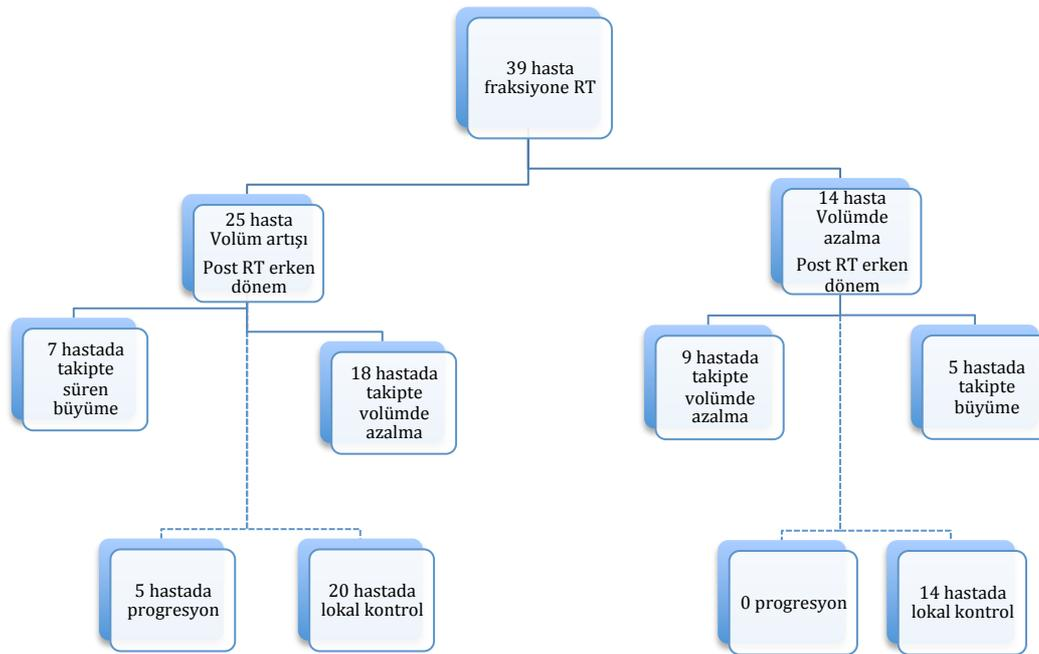 39 hasta
fraksiyone RT
25 hasta
Volüm artışı
Post RT erken
dönem
14 hasta
Volümde
azalma
Post RT erken
dönem
7 hastada
takipte
süren
büyüme
18 hastada
takipte
volümde
azalma
9 hastada
takipte
volümde
azalma
5 hastada
takipte
büyüme
5 hastada
progresyon
20 hastada
lokal kontrol
0 progresyon
14 hastada
lokal kontrol